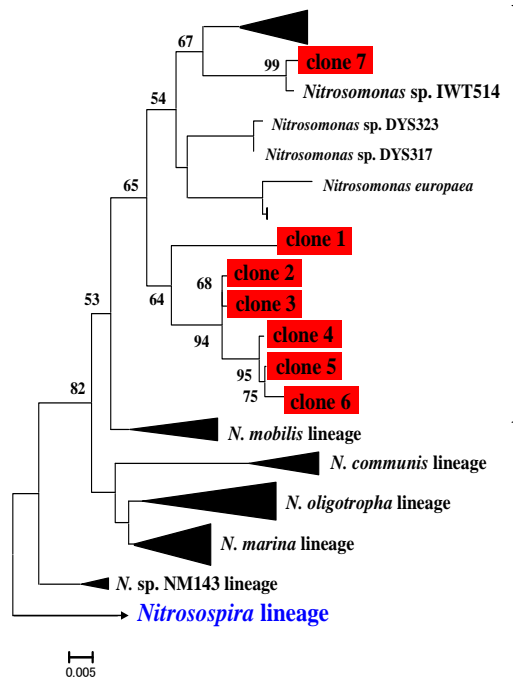 67
99
clone 7
Nitrosomonas sp. IWT514
54
Nitrosomonas sp. DYS323
Nitrosomonas sp. DYS317
65
Nitrosomonas europaea
clone 1
68
clone 2
64
53
clone 3
94
clone 4
95
clone 5
82
75
clone 6
N. mobilis lineage
N. communis lineage
N. oligotropha lineage
N. marina lineage
N. sp. NM143 lineage
Nitrosospira lineage
0.005